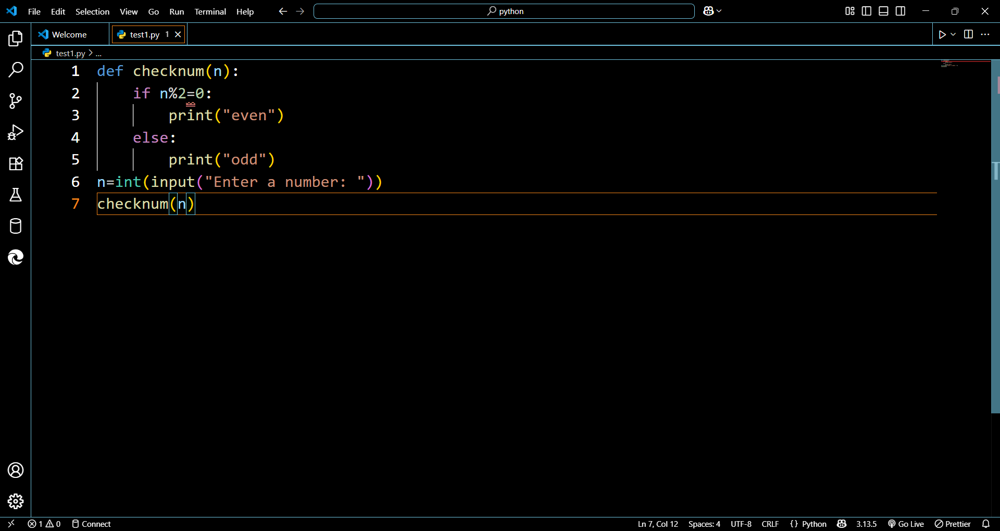 File Edit Selection View Go Run Terminal Help python
Welcome test1.py 1
test1.py > ...
1 def checknum(n):
2     if n%2=0:
3         print("even")
4     else:
5         print("odd")
6 n=int(input("Enter a number: "))
7 checknum(n)
1 0 Connect Ln 7, Col 12 Spaces: 4 UTF-8 CRLF {} Python 3.13.5 Go Live Prettier